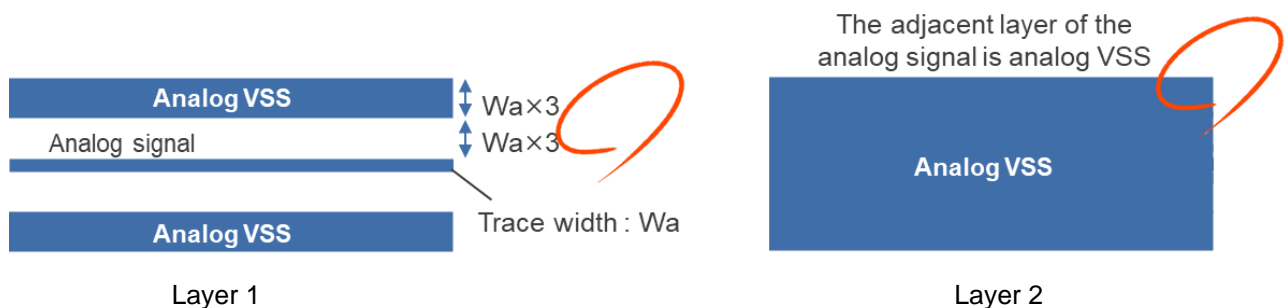 Analog VSS
Wa×3
Wa×3
Analog signal
Trace width : Wa
Analog VSS
Layer 1
The adjacent layer of the
analog signal is analog VSS
Analog VSS
Layer 2